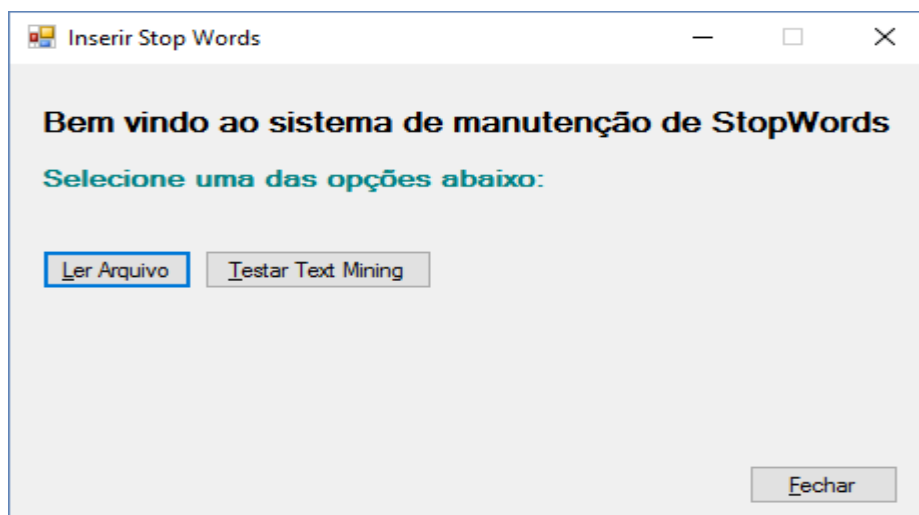 Inserir Stop Words
Bem vindo ao sistema de manutenção de StopWords
Selecione uma das opções abaixo:
Ler Arquivo Testar Text Mining
Fechar